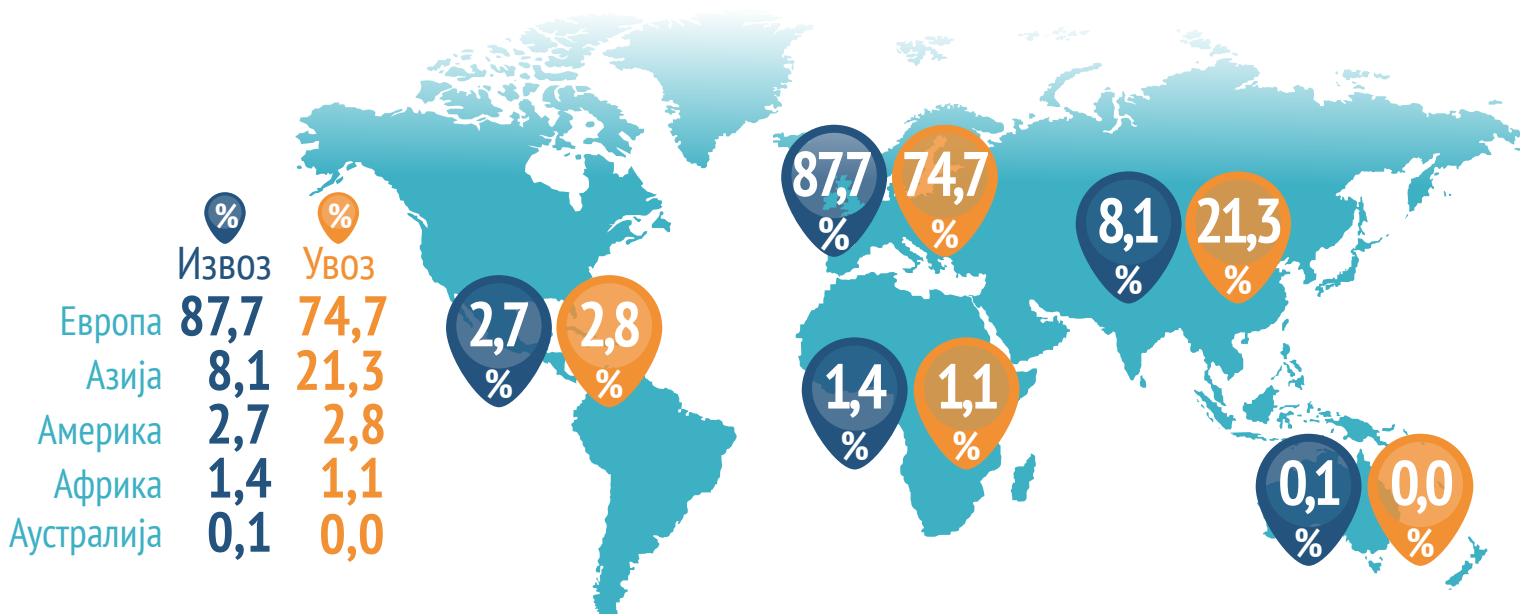 % %
Извоз Увоз
Европа 87,7 74,7
Азија 8,1 21,3
Америка 2,7 2,8
Африка 1,4 1,1
Аустралија 0,1 0,0
87,7 74,7
% %
8,1 21,3
% %
2,7 2,8
% %
1,4 1,1
% %
0,1 0,0
% %